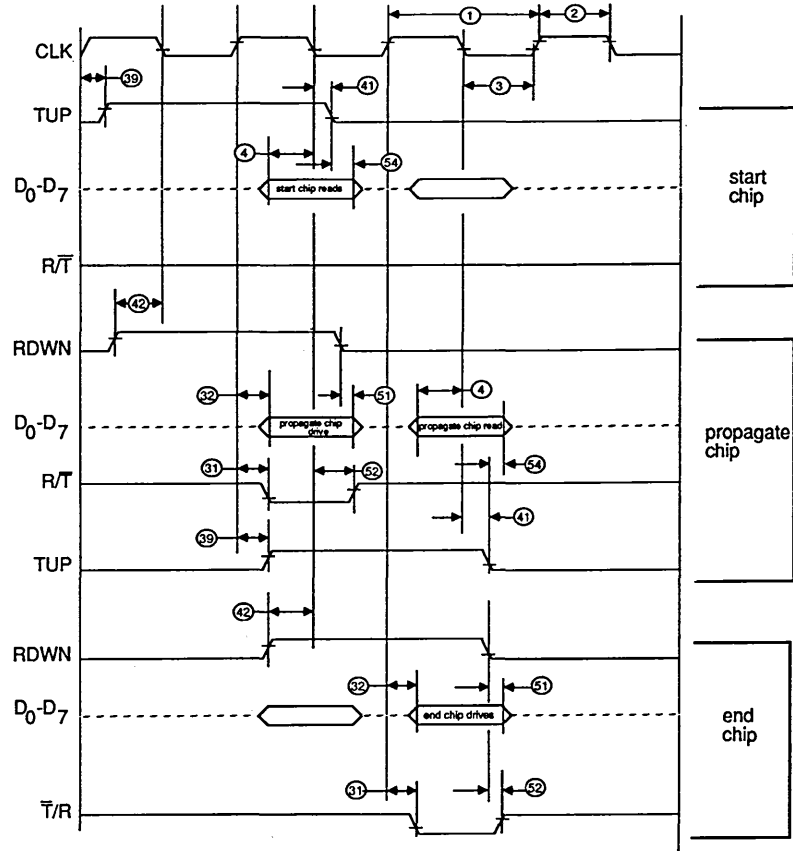 1
2
CLK
39
41
3
TUP
4
54
start
chip
D0-D7
start chip reads
R/T̅
42
RDWN
32
51
4
D0-D7
propagate chip
drive
propagate chip read
propagate
chip
31
52
54
R/T̅
41
39
TUP
42
RDWN
32
51
D0-D7
end chip drives
end
chip
31
52
T̅/R